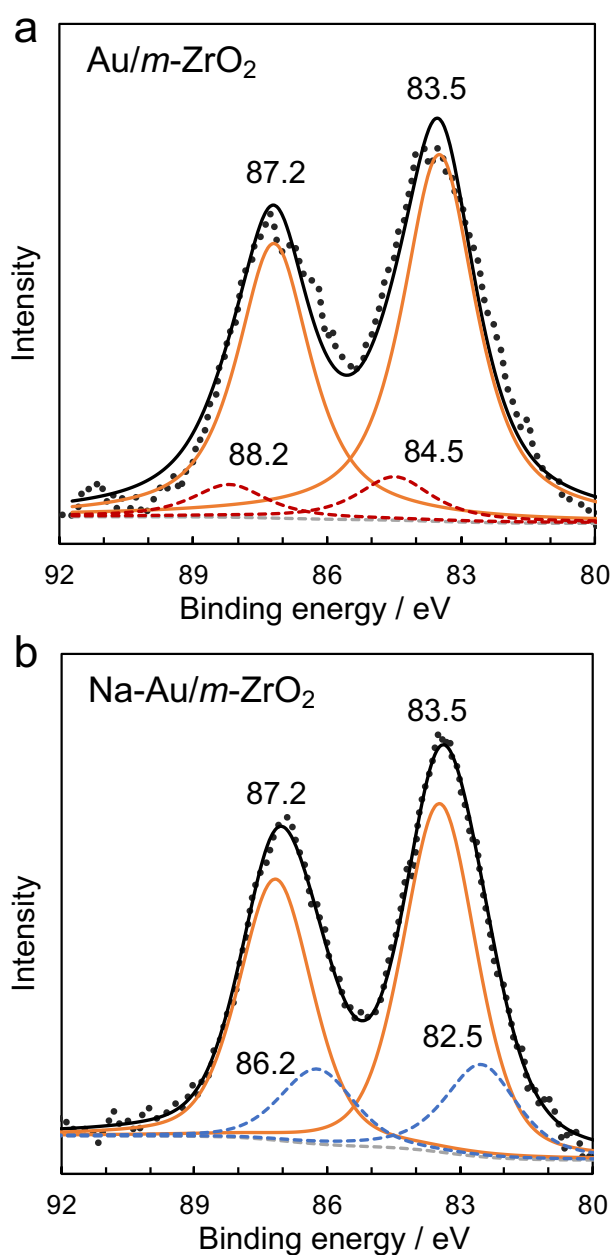 a
Au/m-ZrO2
83.5
87.2
Intensity
88.2
84.5
92
89
86
83
80
Binding energy / eV
b
Na-Au/m-ZrO2
83.5
87.2
Intensity
86.2
82.5
92
89
86
83
80
Binding energy / eV